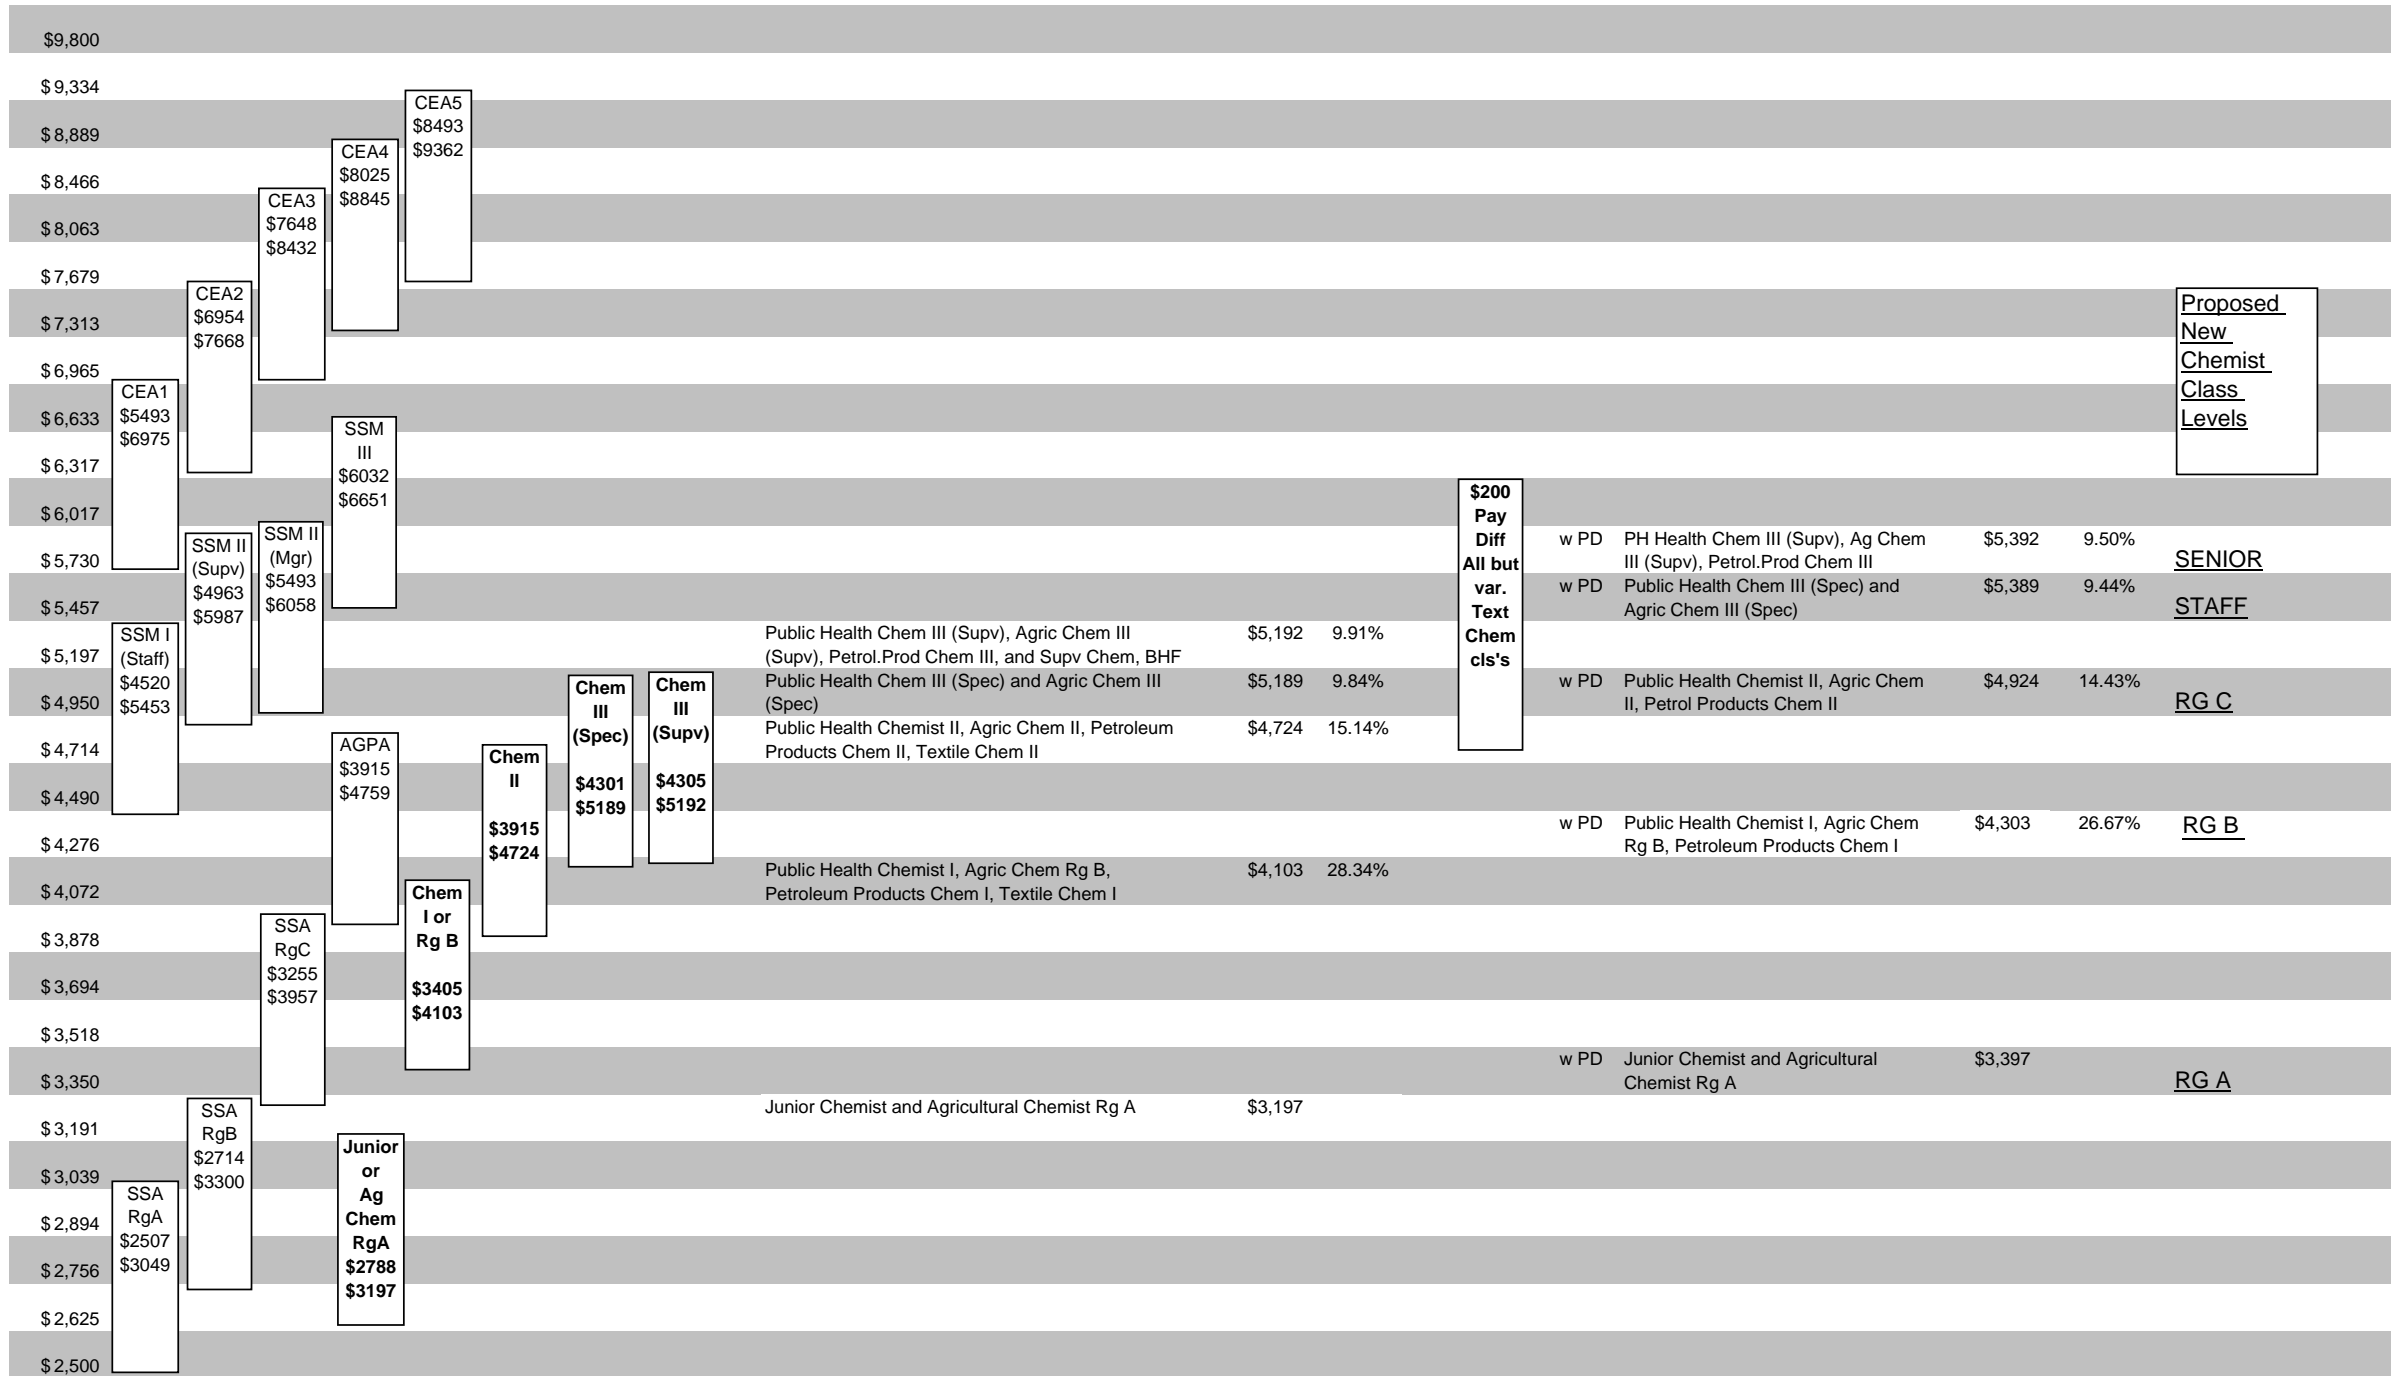 $9,800
$ 9,334
$ 8,889
$ 8,466
$ 8,063
$ 7,679
$ 7,313
$ 6,965
$ 6,633
$ 6,317
$ 6,017
$ 5,730
$ 5,457
$ 5,197
$ 4,950
$ 4,714
$ 4,490
$ 4,276
$ 4,072
$ 3,878
$ 3,694
$ 3,518
$ 3,350
$ 3,191
$ 3,039
$ 2,894
$ 2,756
$ 2,625
$ 2,500
CEA5
$8493
$9362
CEA4
$8025
$8845
CEA3
$7648
$8432
CEA2
$6954
$7668
CEA1
$5493
$6975
SSM
III
$6032
$6651
SSM II
(Mgr)
$5493
$6058
SSM II
(Supv)
$4963
$5987
SSM I
(Staff)
$4520
$5453
AGPA
$3915
$4759
SSA
RgC
$3255
$3957
SSA
RgB
$2714
$3300
SSA
RgA
$2507
$3049
Junior
or
Ag
Chem
RgA
$2788
$3197
Chem
I or
Rg B
$3405
$4103
Chem
II
$3915
$4724
Chem
III
(Spec)
$4301
$5189
Chem
III
(Supv)
$4305
$5192
Public Health Chem III (Supv), Agric Chem III $5,192 9.91%
(Supv), Petrol.Prod Chem III, and Supv Chem, BHF
Public Health Chem III (Spec) and Agric Chem III $5,189 9.84%
(Spec)
Public Health Chemist II, Agric Chem II, Petroleum $4,724 15.14%
Products Chem II, Textile Chem II
Public Health Chemist I, Agric Chem Rg B, $4,103 28.34%
Petroleum Products Chem I, Textile Chem I
Junior Chemist and Agricultural Chemist Rg A $3,197
$200
Pay
Diff
All but
var.
Text
Chem
cls's
w PD PH Health Chem III (Supv), Ag Chem $5,392 9.50%
III (Supv), Petrol.Prod Chem III
SENIOR
w PD Public Health Chem III (Spec) and $5,389 9.44%
Agric Chem III (Spec)
STAFF
w PD Public Health Chemist II, Agric Chem $4,924 14.43%
II, Petrol Products Chem II
RG C
w PD Public Health Chemist I, Agric Chem $4,303 26.67% RG B
Rg B, Petroleum Products Chem I
w PD Junior Chemist and Agricultural $3,397
Chemist Rg A
RG A
Proposed
New
Chemist
Class
Levels